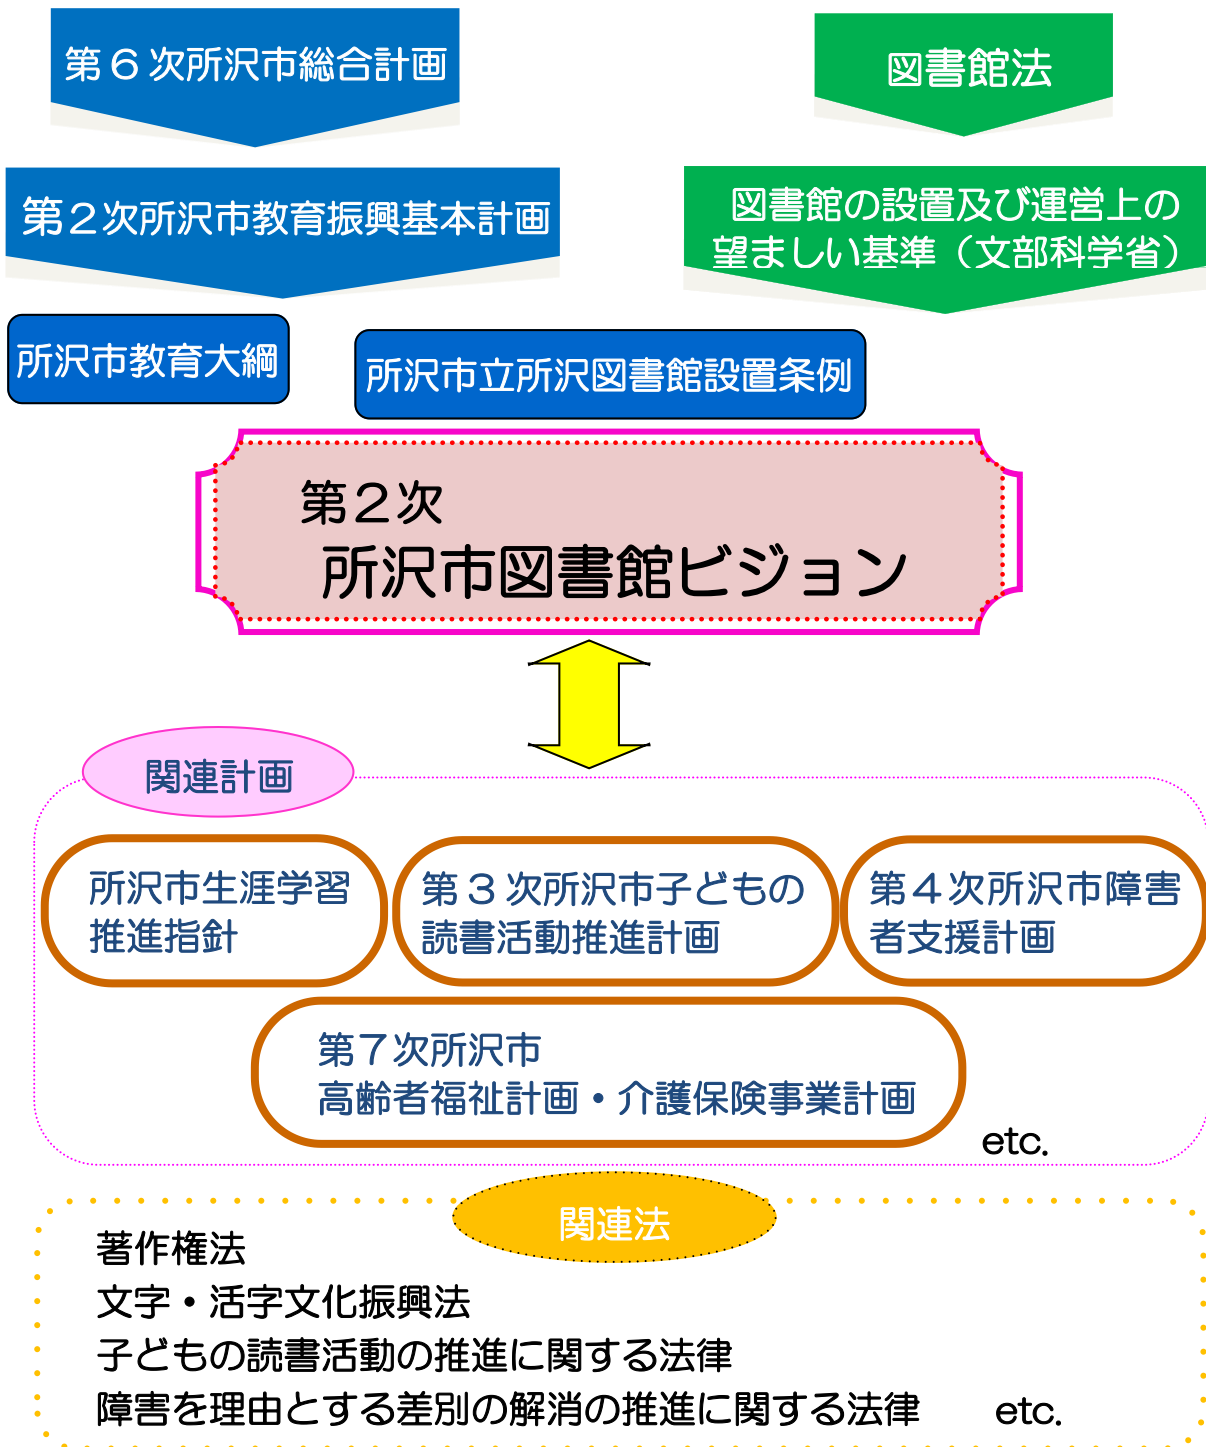 第６次所沢市総合計画
図書館法
第２次所沢市教育振興基本計画
図書館の設置及び運営上の
望ましい基準（文部科学省）
所沢市教育大綱
所沢市立所沢図書館設置条例
第２次
所沢市図書館ビジョン
関連計画
所沢市生涯学習
推進指針
第３次所沢市子どもの
読書活動推進計画
第４次所沢市障害
者支援計画
第７次所沢市
高齢者福祉計画・介護保険事業計画
etc.
関連法
著作権法
文字・活字文化振興法
子どもの読書活動の推進に関する法律
障害を理由とする差別の解消の推進に関する法律　　etc.